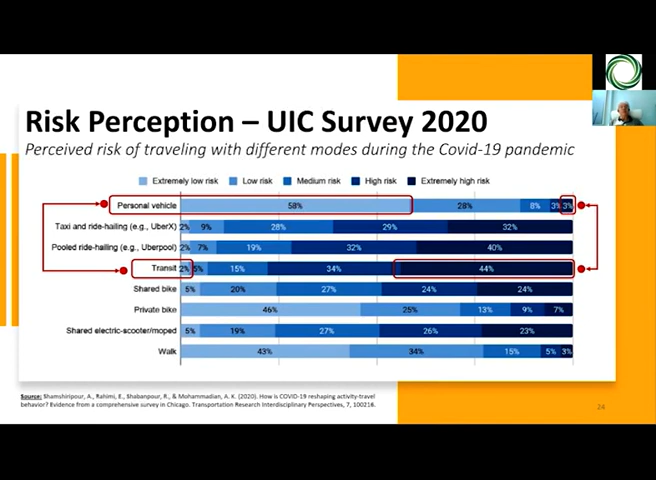 Risk Perception – UIC Survey 2020
Perceived risk of traveling with different modes during the Covid-19 pandemic
Extremely low risk Low risk Medium risk High risk Extremely high risk
Personal vehicle 58% 28% 8% 3% 3%
Taxi and ride-hailing (e.g., UberX) 2% 9% 28% 29% 32%
Pooled ride-hailing (e.g., Uberpool) 2% 7% 19% 32% 40%
Transit 2% 5% 15% 34% 44%
Shared bike 5% 20% 27% 24% 24%
Private bike 46% 25% 13% 9% 7%
Shared electric-scooter/moped 5% 19% 27% 26% 23%
Walk 43% 34% 15% 5% 3%
Source: Shamshiripour, A., Rahimi, E., Shabanpour, R., & Mohammadian, A. K. (2020). How is COVID-19 reshaping activity-travel
behavior? Evidence from a comprehensive survey in Chicago. Transportation Research Interdisciplinary Perspectives, 7, 100216.
24